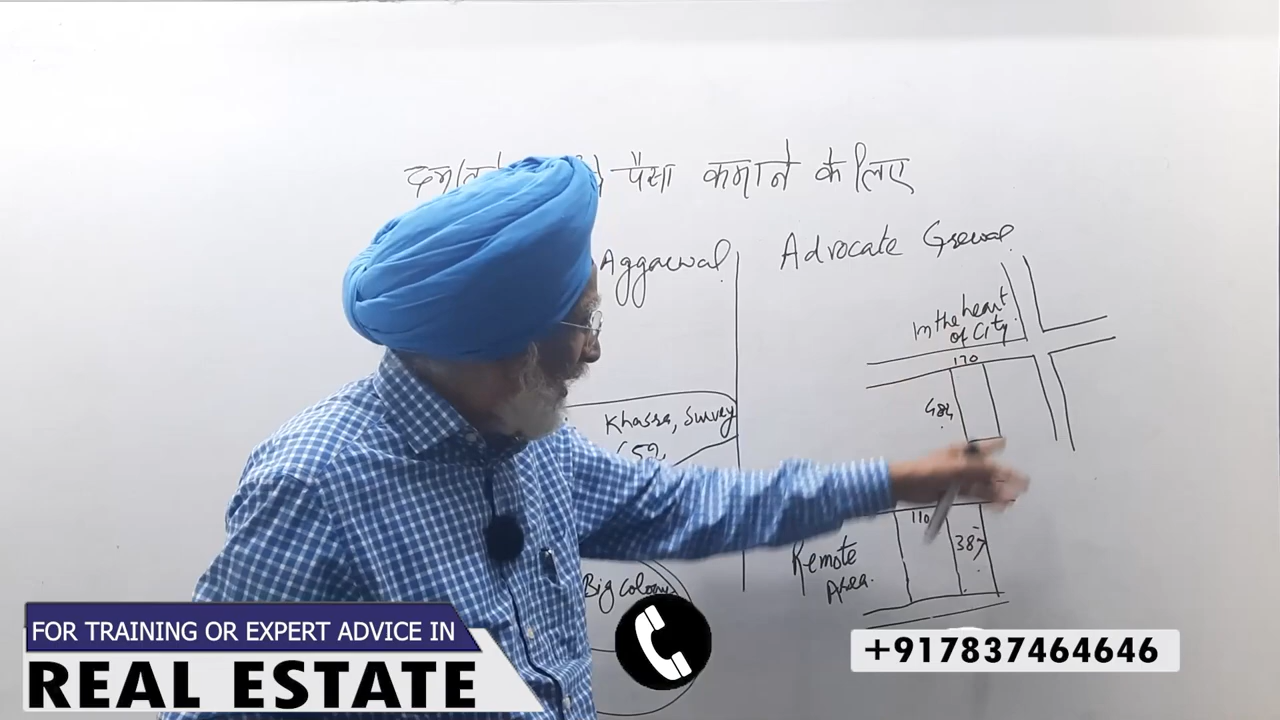 पैसा कमाने के लिए
Aggarwal
Advocate Grewal
In the heart
of City.
170
484
Khasra, Survey
110
387
Remote
Area.
Big Colony
FOR TRAINING OR EXPERT ADVICE IN
REAL ESTATE
+917837464646